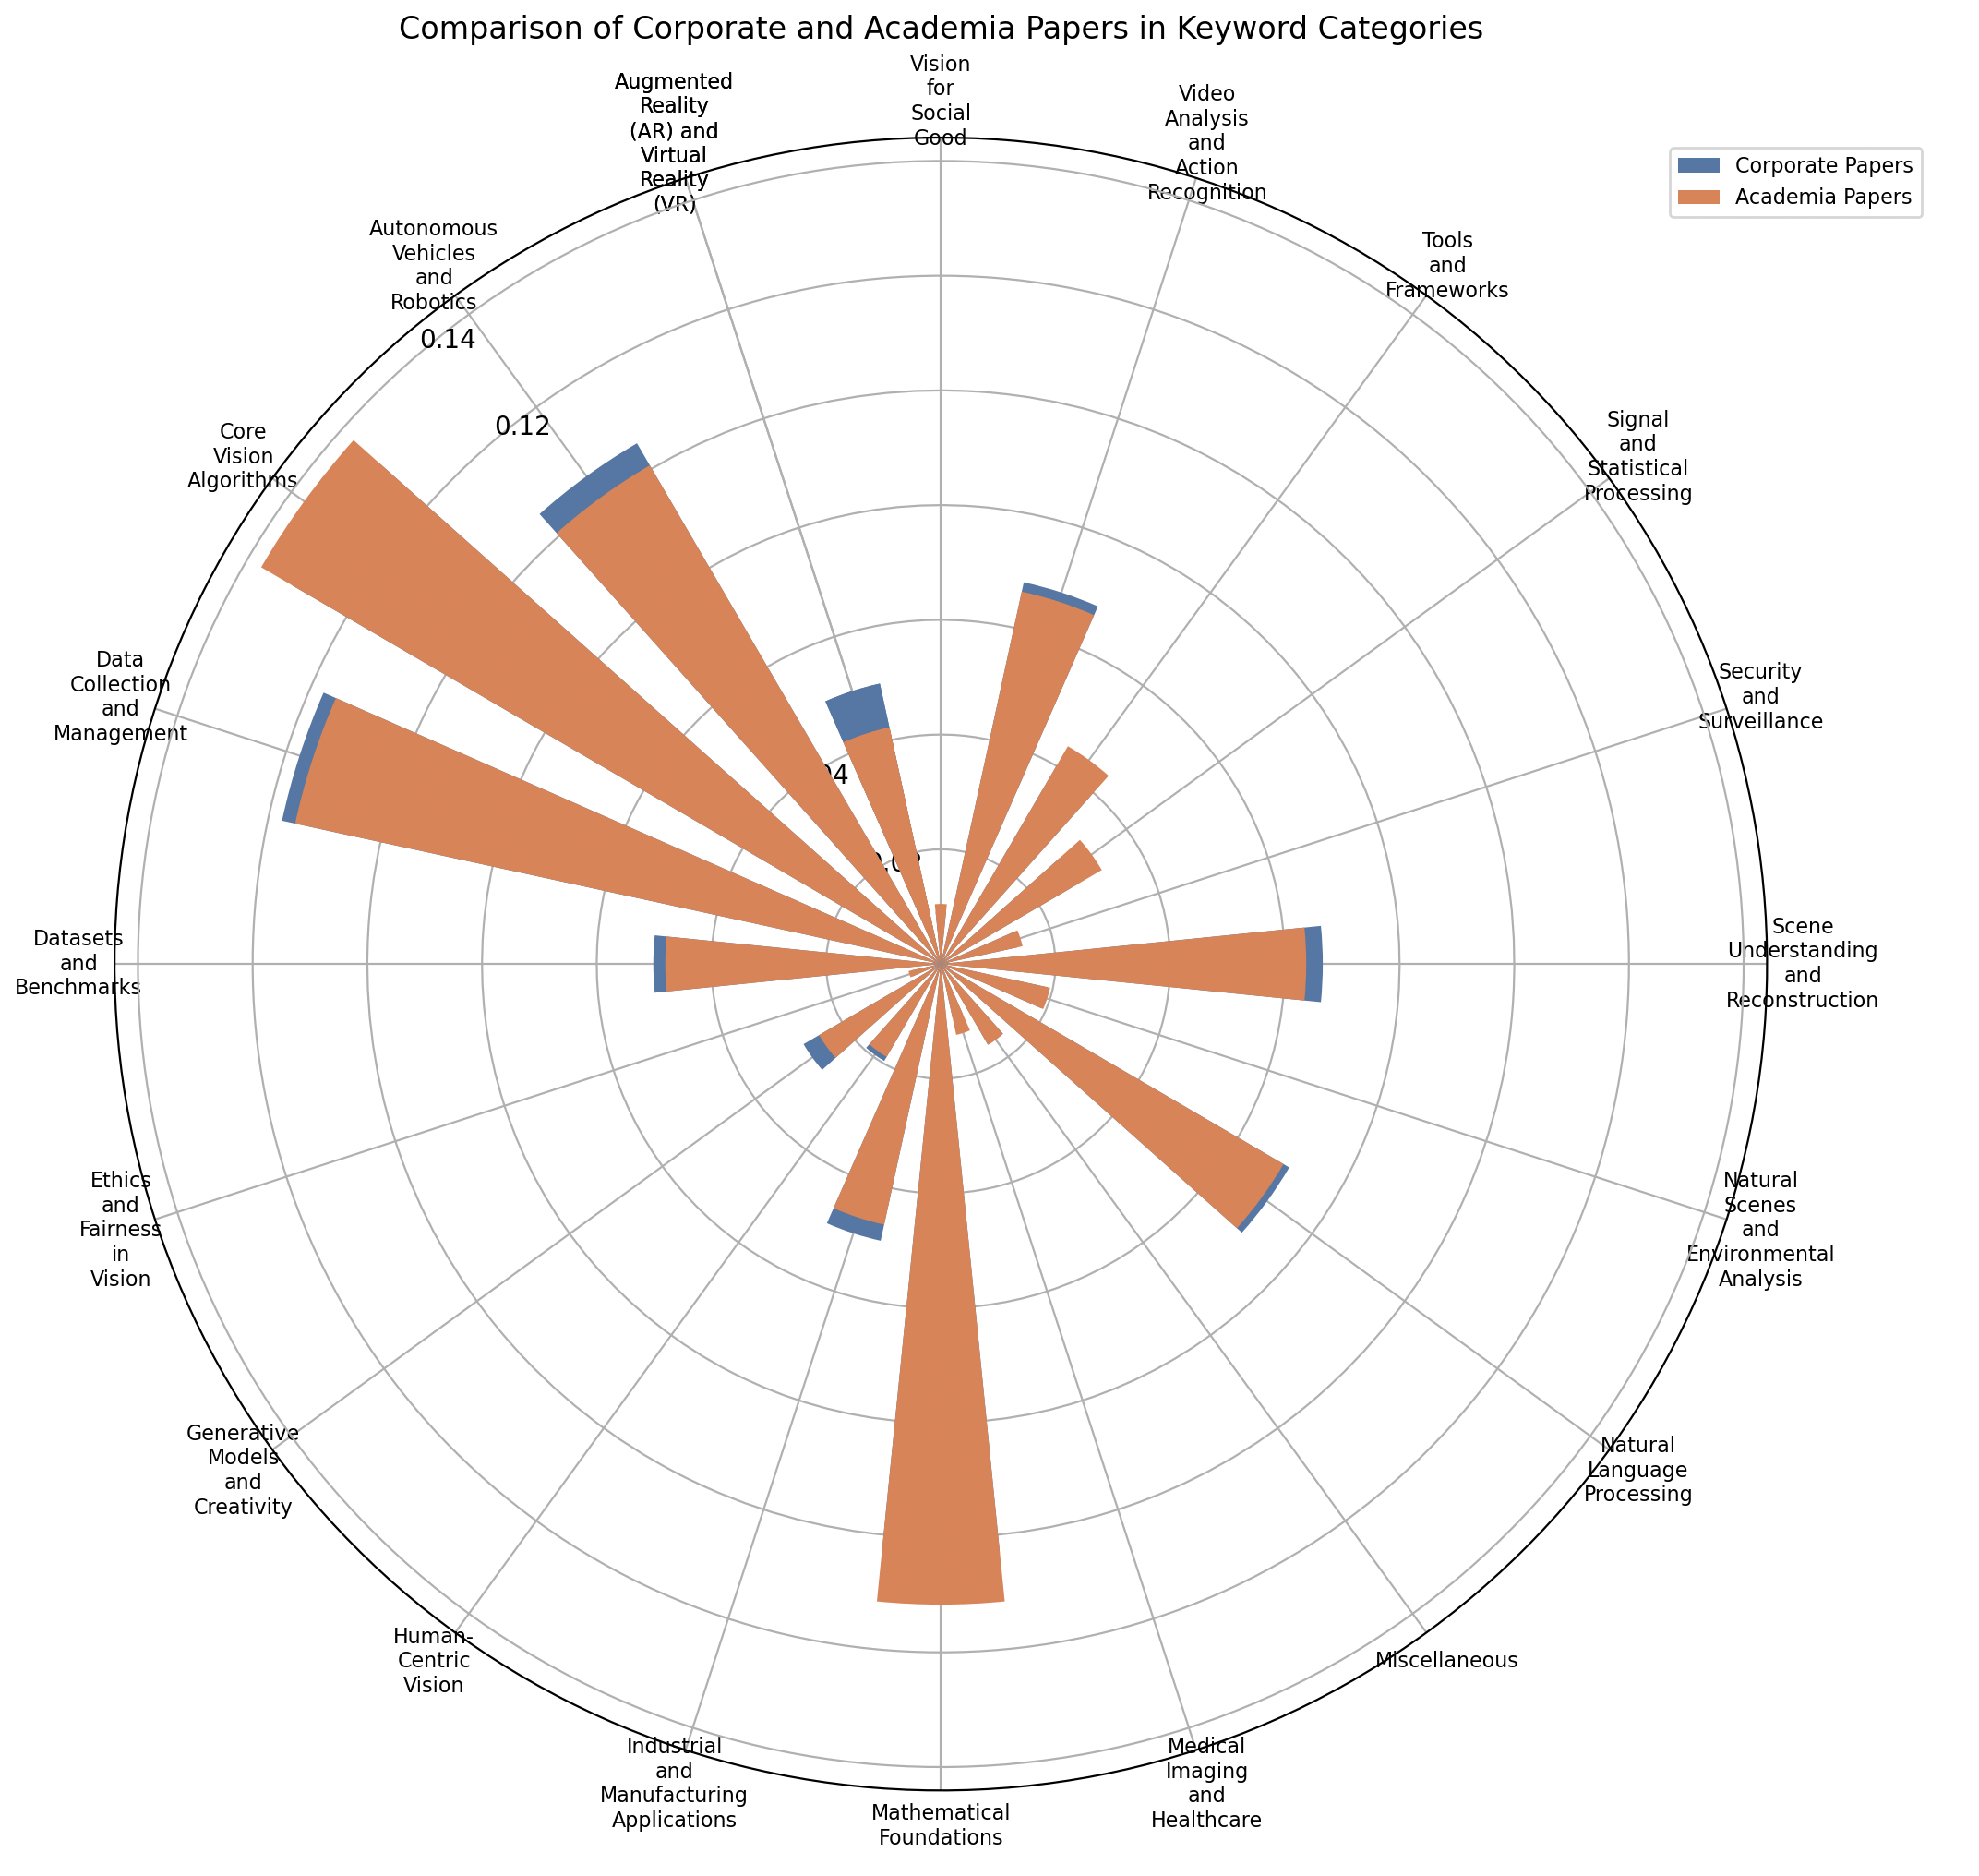 Comparison of Corporate and Academia Papers in Keyword Categories
Corporate Papers
Academia Papers
Vision
for
Social
Good
Video
Analysis
and
Action
Recognition
Tools
and
Frameworks
Signal
and
Statistical
Processing
Security
and
Surveillance
Scene
Understanding
and
Reconstruction
Natural
Scenes
and
Environmental
Analysis
Natural
Language
Processing
Miscellaneous
Medical
Imaging
and
Healthcare
Mathematical
Foundations
Industrial
and
Manufacturing
Applications
Human-
Centric
Vision
Generative
Models
and
Creativity
Ethics
and
Fairness
in
Vision
Datasets
and
Benchmarks
Data
Collection
and
Management
Core
Vision
Algorithms
Autonomous
Vehicles
and
Robotics
Augmented
Reality
(AR) and
Virtual
Reality
(VR)
0.14
0.12